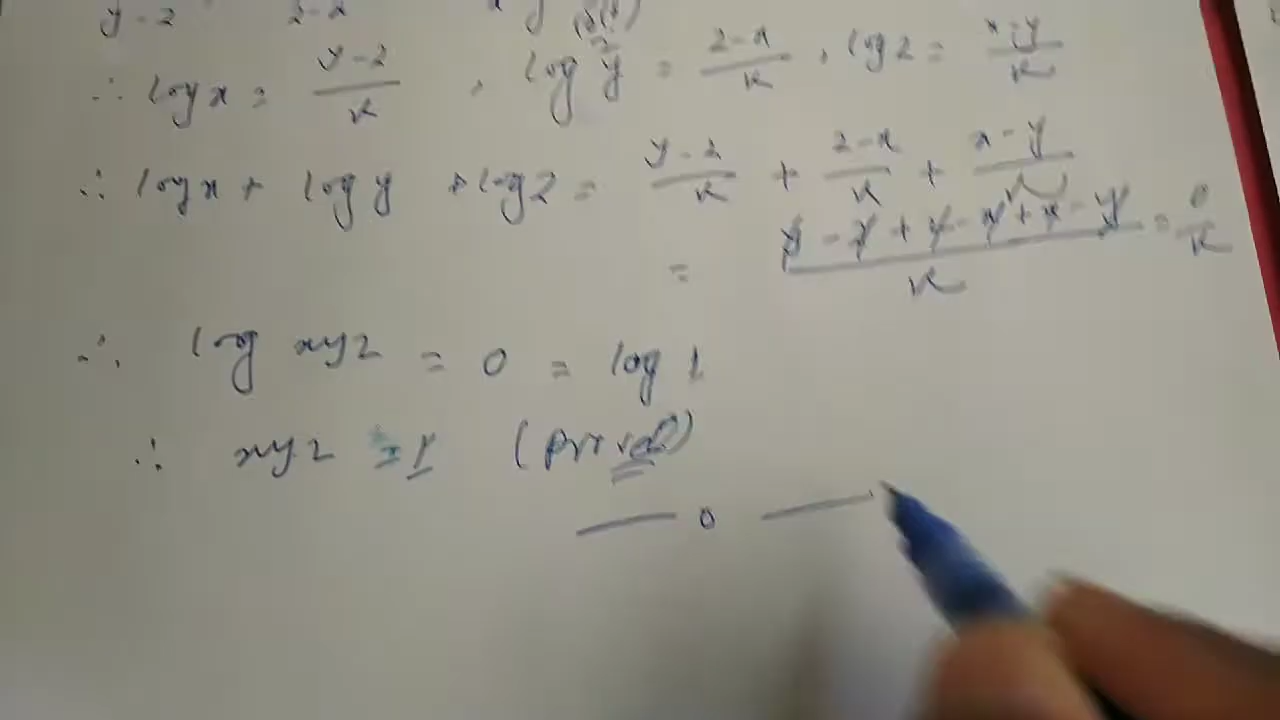 y-z z-x x-y
∴ log x = y-z/k , log y = z-x/k , log z = x-y/k
∴ log x + log y + log z = y-z/k + z-x/k + x-y/k
= y-z+z-x+x-y/k = 0/k
∴ log xyz = 0 = log 1
∴ xyz = 1 (proved)
— 0 —